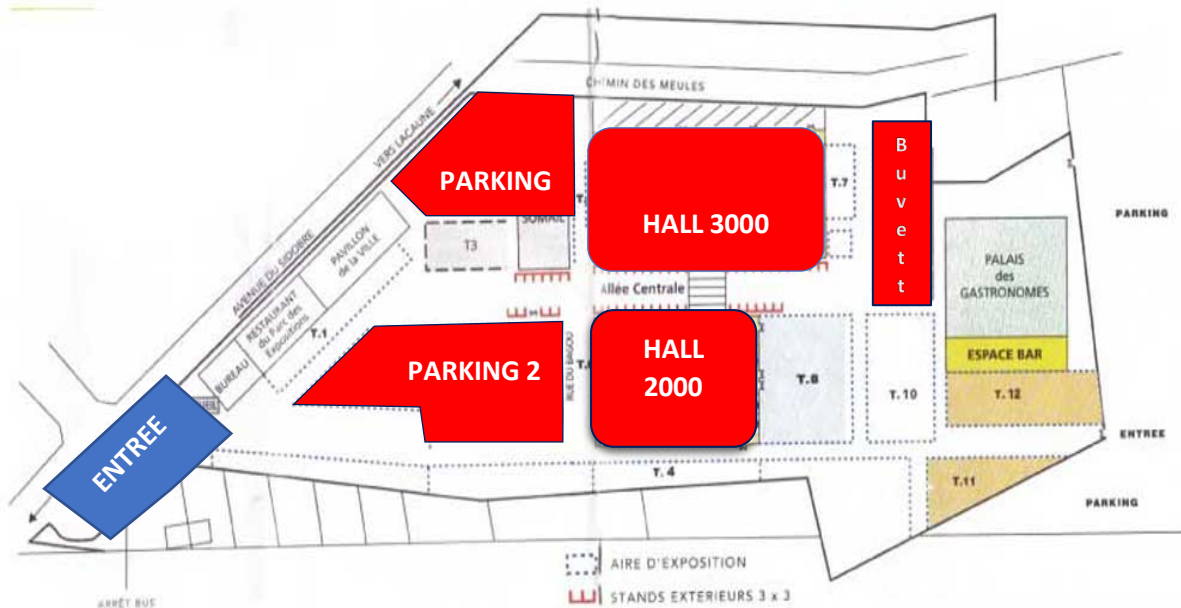 CHEMIN DES MEULES
VERS LACAUNE
AVENUE DU SIDOBRE
PARKING
HALL 3000
T.7
B
u
v
e
t
t
PARKING
PAVILLON
de la VILLE
T3
SOMAIL
Allée Centrale
PALAIS
des
GASTRONOMES
ESPACE BAR
RESTAURANT
du Parc des
Expositions
BUREAU
T.1
PARKING 2
RUE DU BAGOU
HALL
2000
T.8
T.10
T.12
ENTREE
ENTREE
T.4
T.11
PARKING
AIRE D'EXPOSITION
STANDS EXTERIEURS 3 x 3
ARRÊT BUS